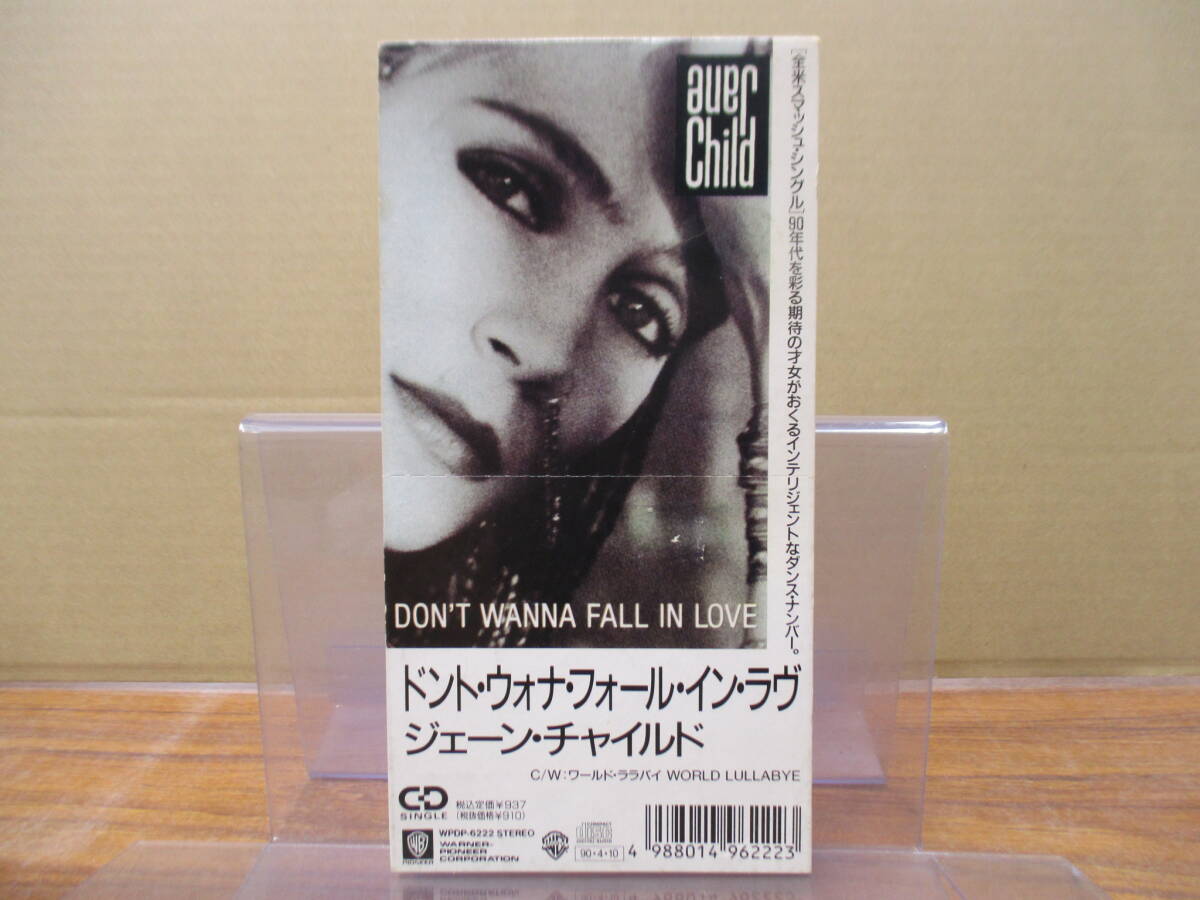 Jane
Child
[全米スマッシュ・シングル]90年代を彩る期待の才女がおくるインテリジェントなダンス・ナンバー。
DON'T WANNA FALL IN LOVE
ドント・ウォナ・フォール・イン・ラヴ
ジェーン・チャイルド
C/W:ワールド・ララバイ WORLD LULLABYE
CD
SINGLE
税込定価¥937
(税抜価格¥910)
WPDP-6222 STEREO
WARNER-
PIONEER
CORPORATION
PIONEER
90・4・10
4 988014 962223